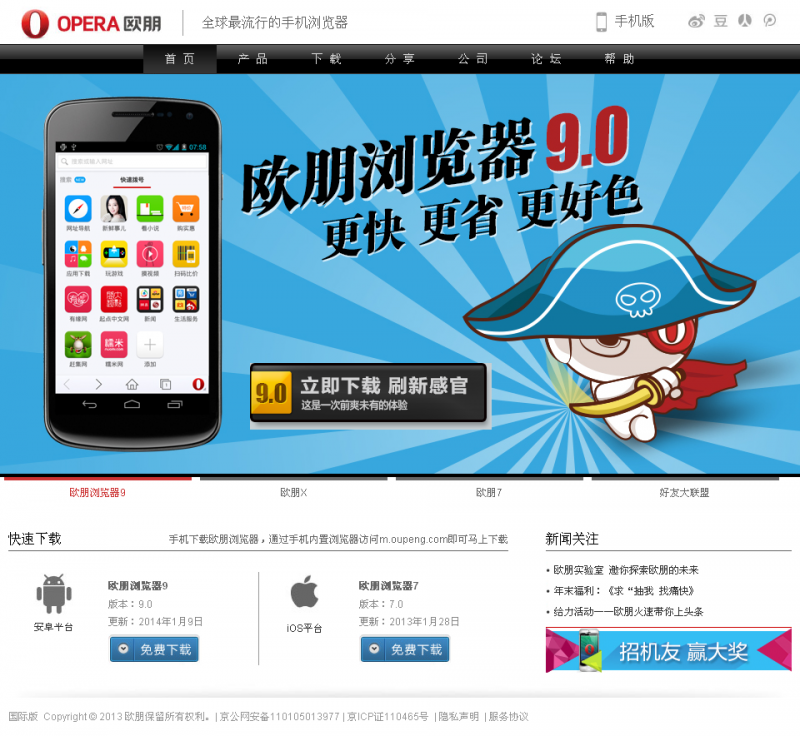 OPERA 欧朋
全球最流行的手机浏览器
手机版
首页 产品 下载 分享 公司 论坛 帮助
07:58
搜索或输入网址
搜索 NEW 快速拨号
网址导航 新鲜事儿 看小说 购实惠
应用下载 玩游戏 搜视频 扫码比价
有缘网 起点中文网 新闻 生活服务
糯米
赶集网 糯米网 添加
欧朋浏览器 9.0
更快 更省 更好色
9.0 立即下载 刷新感官
这是一次前爽未有的体验
欧朋浏览器9 欧朋X 欧朋7 好友大联盟
快速下载
手机下载欧朋浏览器，通过手机内置浏览器访问m.oupeng.com即可马上下载
安卓平台
欧朋浏览器9
版本：9.0
更新：2014年1月9日
免费下载
iOS平台
欧朋浏览器7
版本：7.0
更新：2013年1月28日
免费下载
新闻关注
• 欧朋实验室 邀你探索欧朋的未来
• 年末福利：《求“抽我 找痛快》
• 给力活动——欧朋火速带你上头条
招机友 赢大奖
国际版 Copyright © 2013 欧朋保留所有权利。| 京公网安备110105013977 | 京ICP证110465号 | 隐私声明 | 服务协议